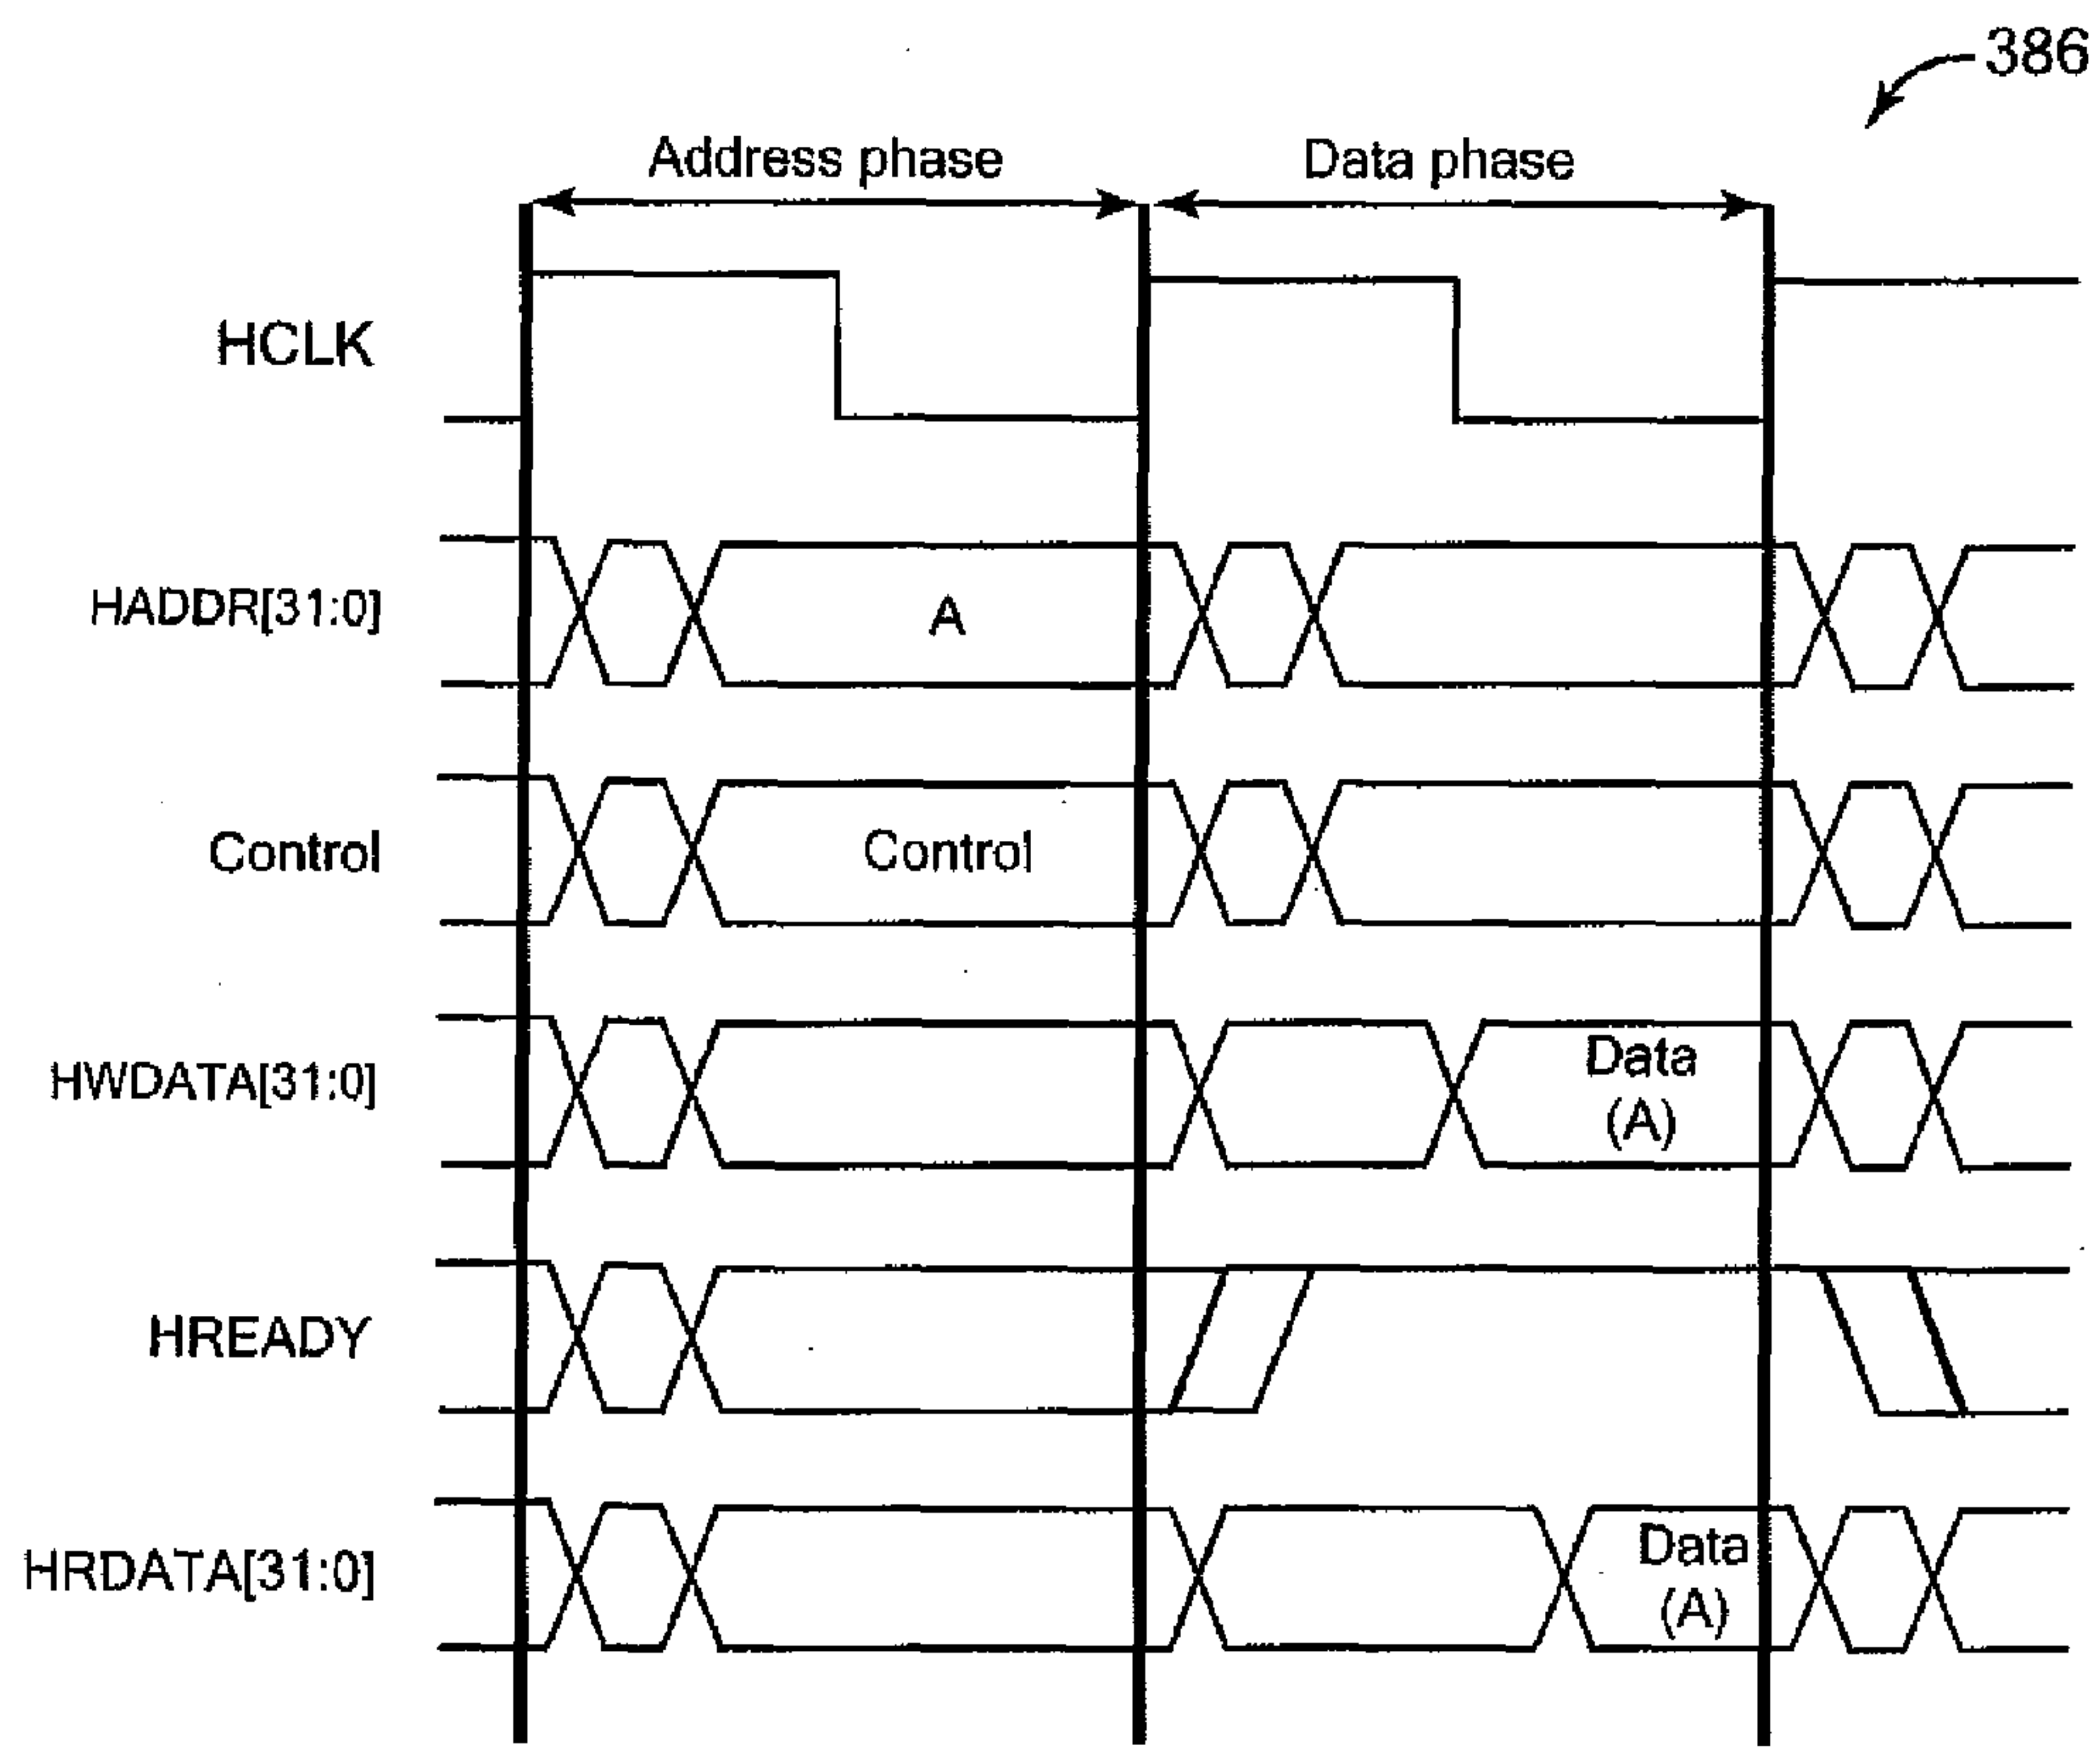 386
Address phase
Data phase
HCLK
HADDR[31:0]
A
Control
Control
HWDATA[31:0]
Data
(A)
HREADY
HRDATA[31:0]
Data
(A)